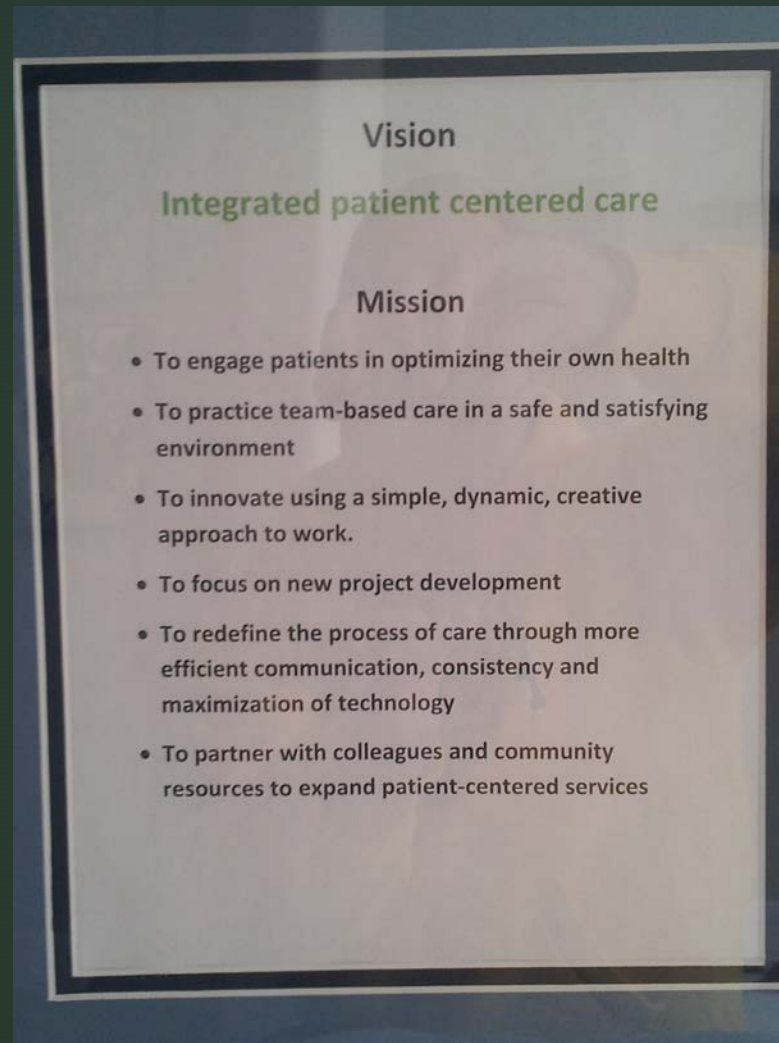 Vision
Integrated patient centered care
Mission
• To engage patients in optimizing their own health
• To practice team-based care in a safe and satisfying
environment
• To innovate using a simple, dynamic, creative
approach to work.
• To focus on new project development
• To redefine the process of care through more
efficient communication, consistency and
maximization of technology
• To partner with colleagues and community
resources to expand patient-centered services